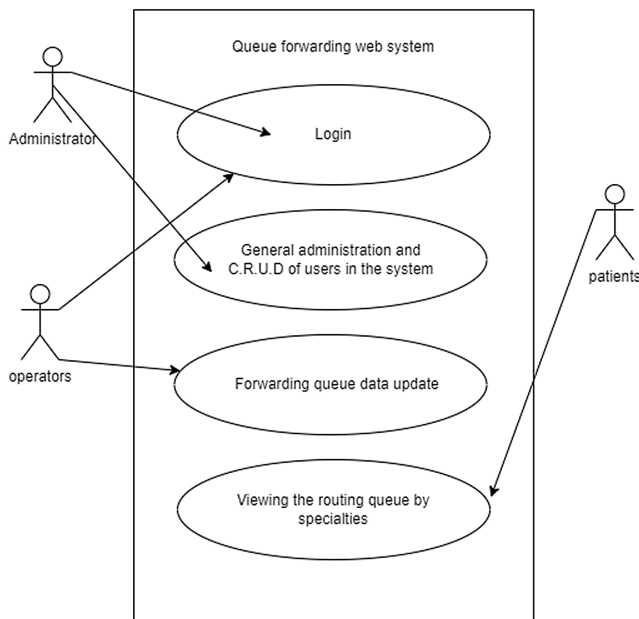 Queue forwarding web system
Administrator
Login
General administration and
C.R.U.D of users in the system
patients
operators
Forwarding queue data update
Viewing the routing queue by
specialties